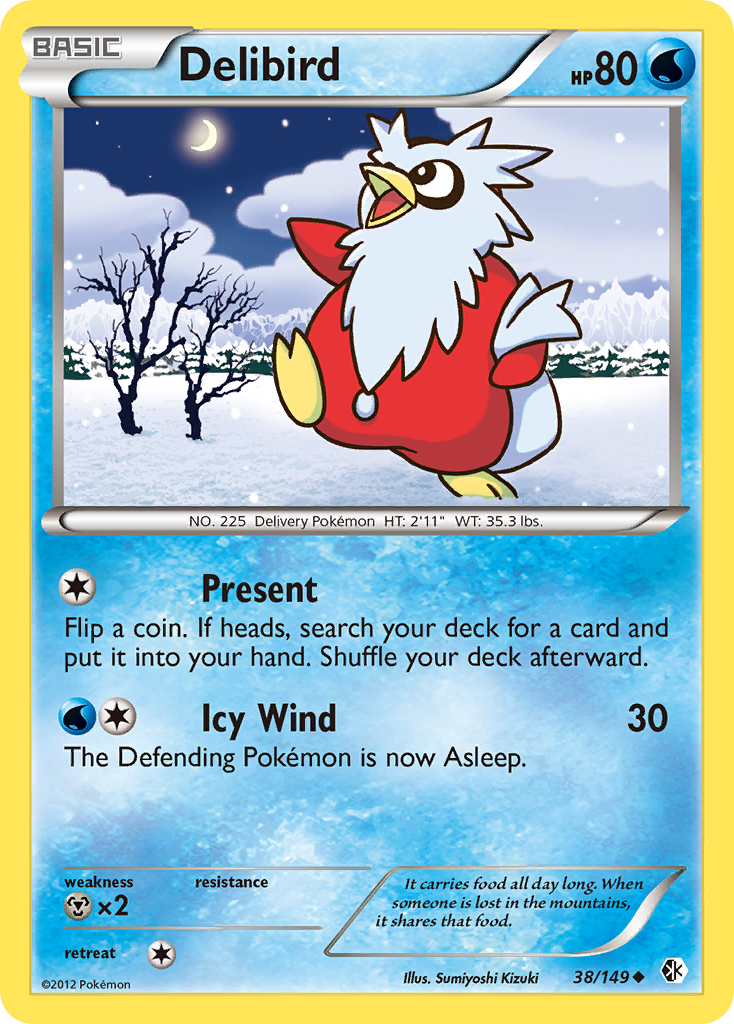 BASIC
Delibird
HP80
NO. 225 Delivery Pokémon HT: 2'11" WT: 35.3 lbs.
Present
Flip a coin. If heads, search your deck for a card and
put it into your hand. Shuffle your deck afterward.
Icy Wind 30
The Defending Pokémon is now Asleep.
weakness resistance
×2
It carries food all day long. When
someone is lost in the mountains,
it shares that food.
retreat
©2012 Pokémon
Illus. Sumiyoshi Kizuki
38/149